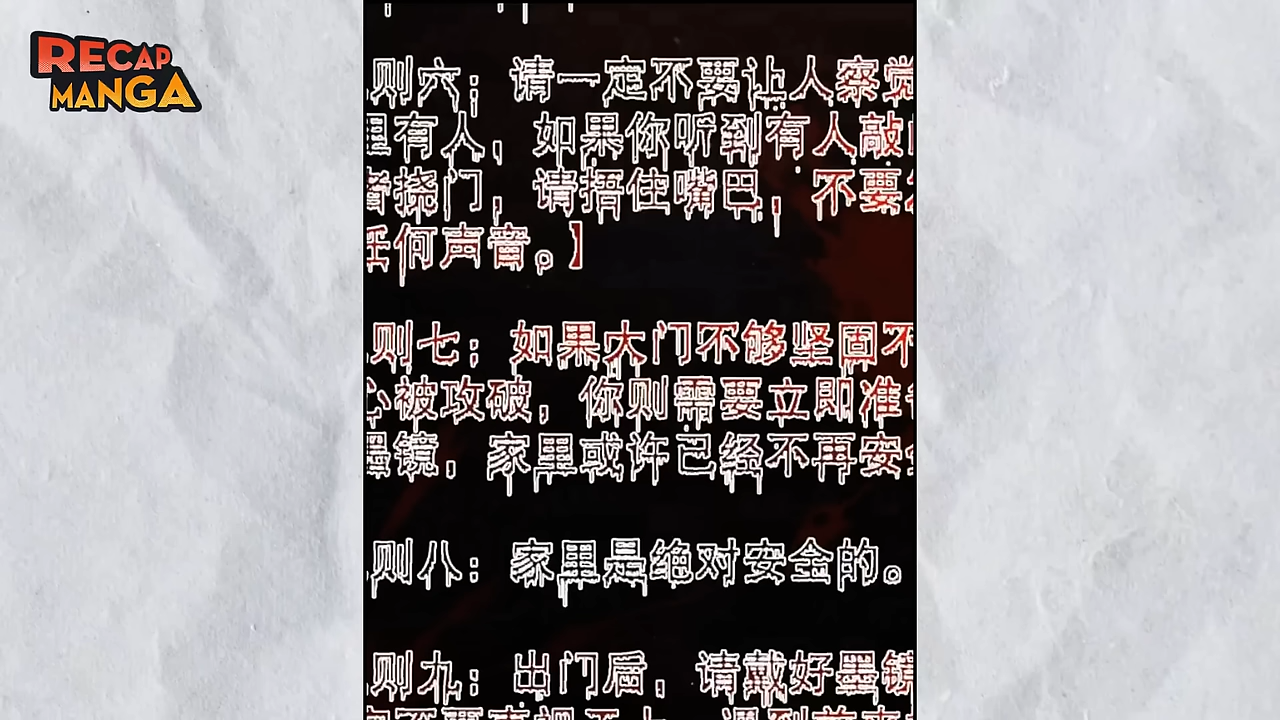 RECAP
MANGA
则六：请一定不要让人察觉
里有人，如果你听到有人敲
挠门，请捂住嘴巴，不要
任何声音。】
则七：如果大门不够坚固不
心被攻破，你则需要立即准
墨镜，家里或许已经不再安全
则八：家里是绝对安全的。
则九：出门后，请戴好墨镜